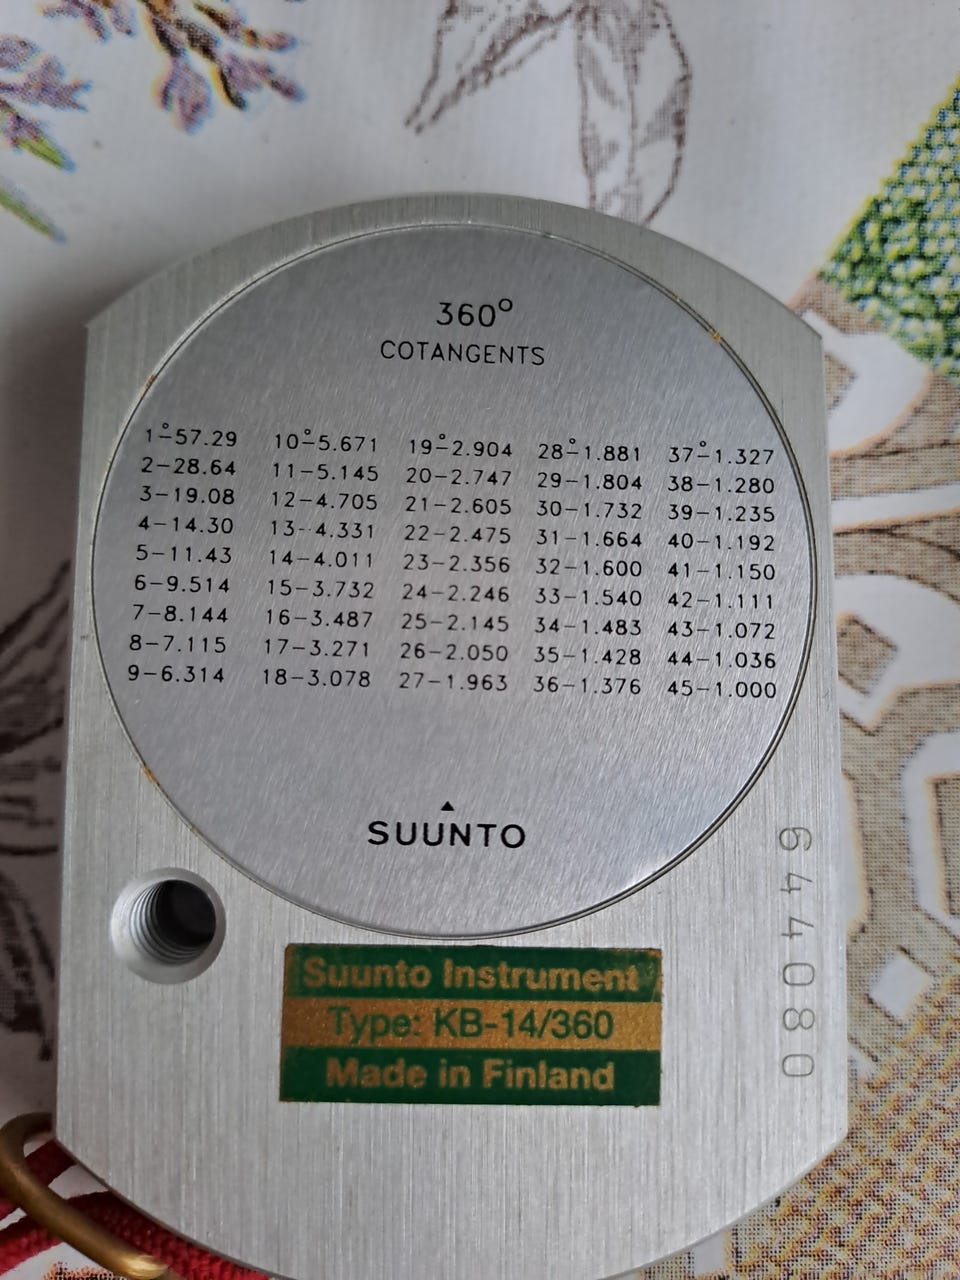 360°
COTANGENTS
1°-57.29 10°-5.671 19°-2.904 28°-1.881 37°-1.327
2-28.64 11-5.145 20-2.747 29-1.804 38-1.280
3-19.08 12-4.705 21-2.605 30-1.732 39-1.235
4-14.30 13-4.331 22-2.475 31-1.664 40-1.192
5-11.43 14-4.011 23-2.356 32-1.600 41-1.150
6-9.514 15-3.732 24-2.246 33-1.540 42-1.111
7-8.144 16-3.487 25-2.145 34-1.483 43-1.072
8-7.115 17-3.271 26-2.050 35-1.428 44-1.036
9-6.314 18-3.078 27-1.963 36-1.376 45-1.000
SUUNTO
644080
Suunto Instrument
Type: KB-14/360
Made in Finland